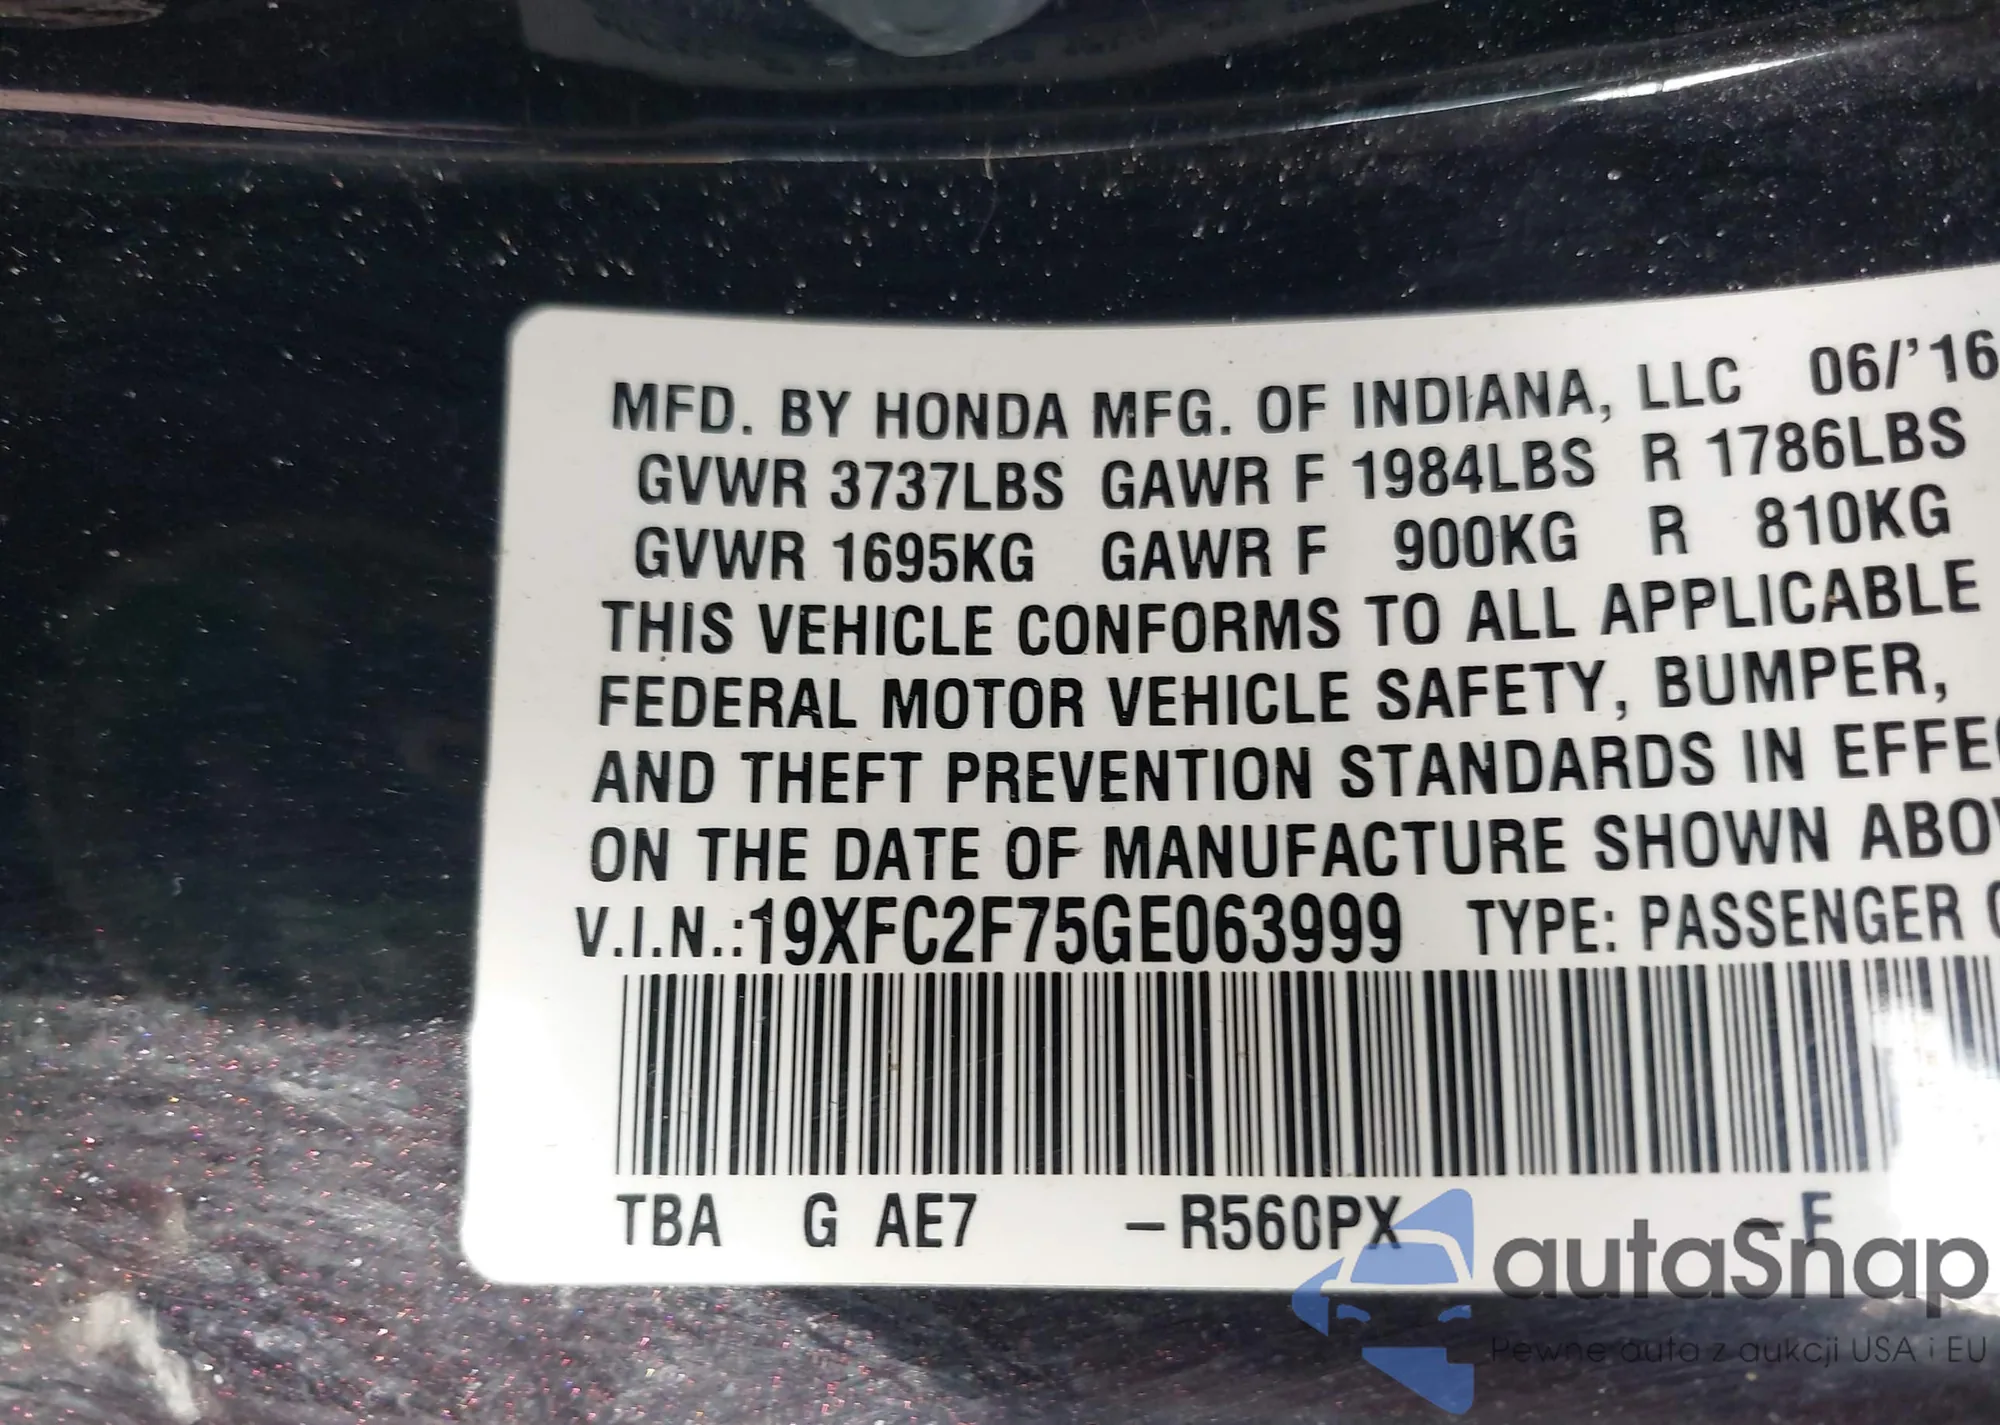 MFD. BY HONDA MFG. OF INDIANA, LLC 06/'16
GVWR 3737LBS GAWR F 1984LBS R 1786LBS
GVWR 1695KG GAWR F 900KG R 810KG
THIS VEHICLE CONFORMS TO ALL APPLICABLE
FEDERAL MOTOR VEHICLE SAFETY, BUMPER,
AND THEFT PREVENTION STANDARDS IN EFFEC
ON THE DATE OF MANUFACTURE SHOWN ABOV
V.I.N.:19XFC2F75GE063999 TYPE: PASSENGER C
TBA G AE7 –R560PX –F
autaSnap
Pewne auta z aukcji USA i EU